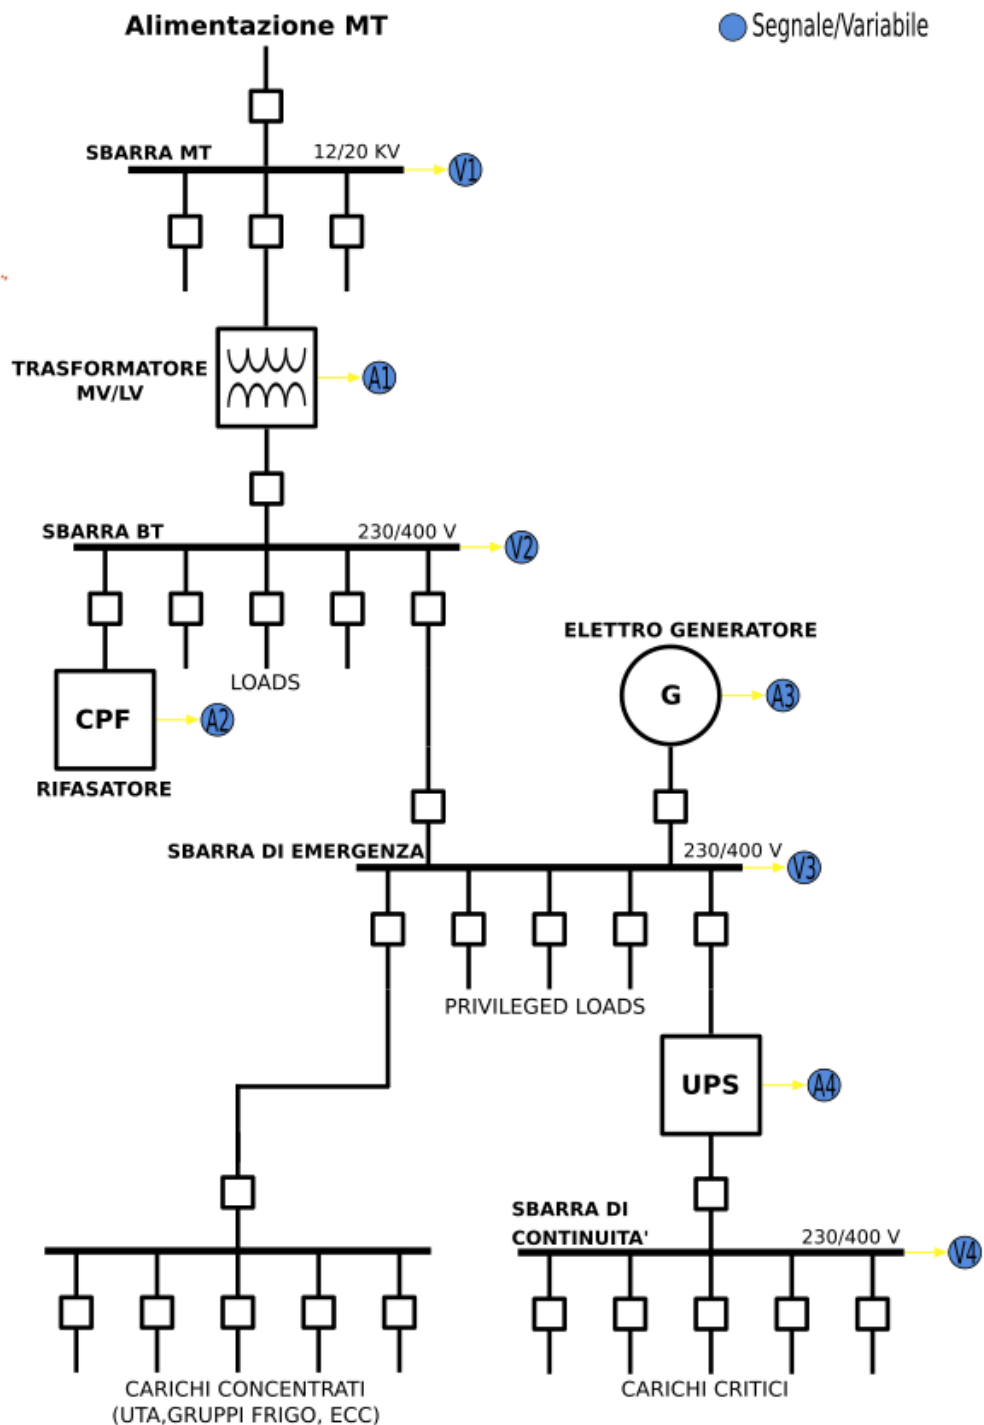 Alimentazione MT
Segnale/Variabile
SBARRA MT
12/20 KV
V1
TRASFORMATORE
MV/LV
A1
SBARRA BT
230/400 V
V2
LOADS
CPF
A2
RIFASATORE
ELETTRO GENERATORE
G
A3
SBARRA DI EMERGENZA
230/400 V
V3
PRIVILEGED LOADS
UPS
A4
SBARRA DI
CONTINUITA'
230/400 V
V4
CARICHI CONCENTRATI
(UTA,GRUPPI FRIGO, ECC)
CARICHI CRITICI